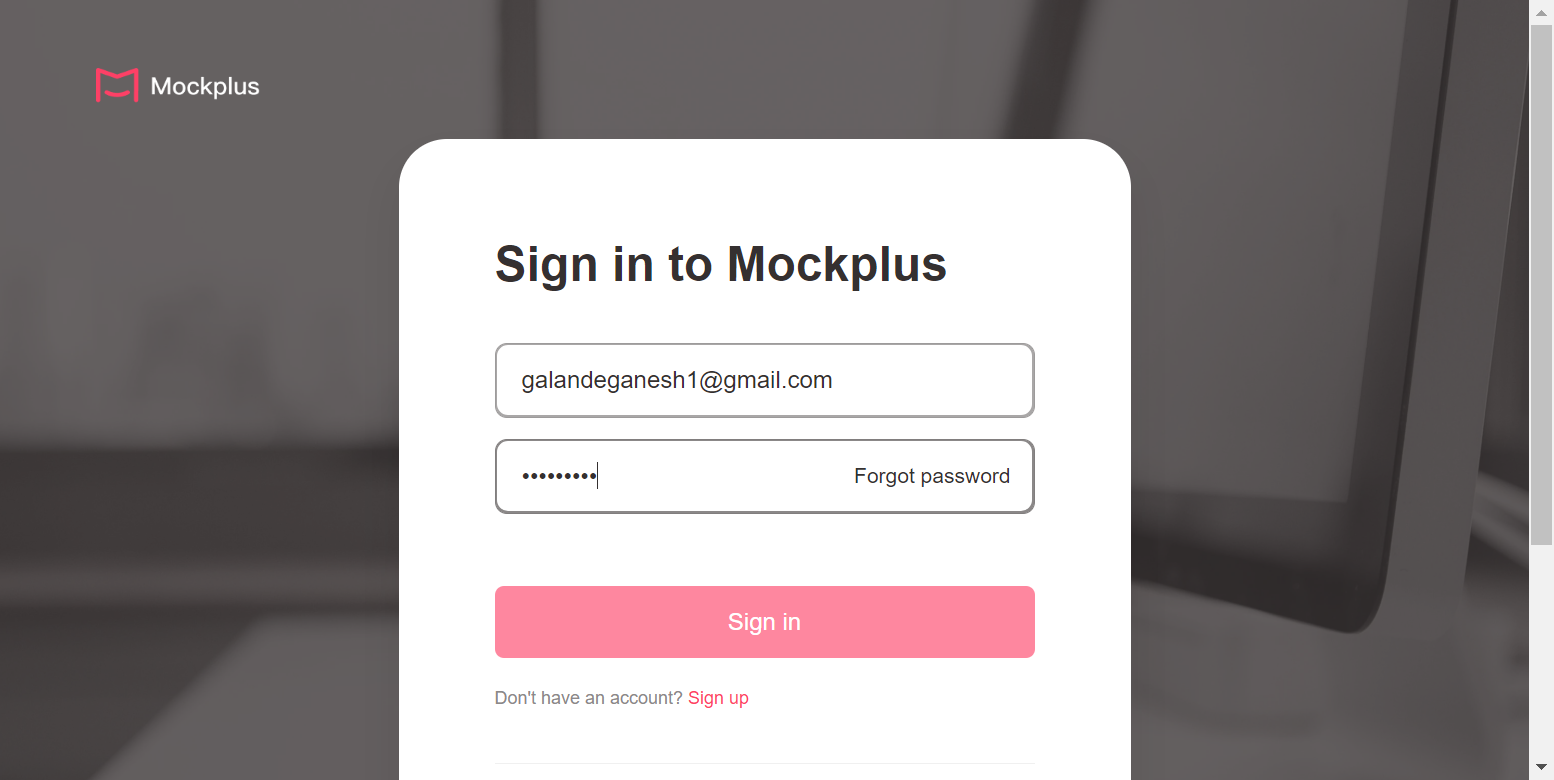 Mockplus
Sign in to Mockplus
galandeganesh1@gmail.com
•••••••••
Forgot password
Sign in
Don't have an account? Sign up